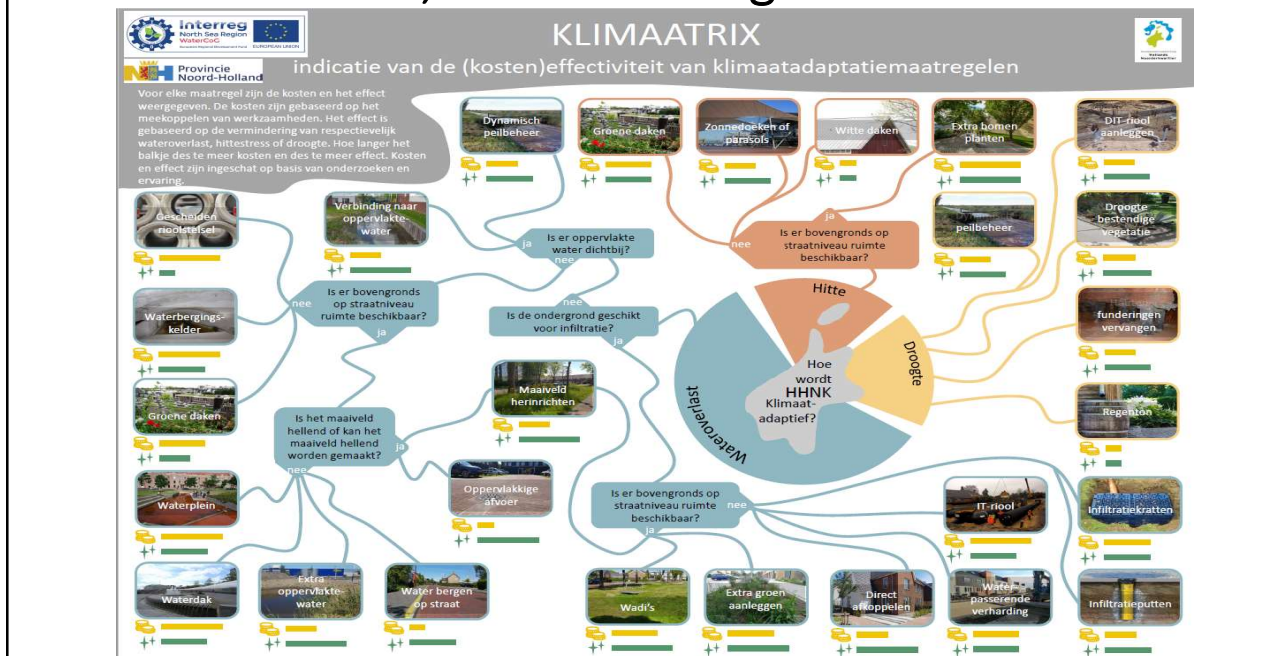 Interreg
North Sea Region
WaterCoG
European Regional Development Fund EUROPEAN UNION
Provincie
Noord-Holland
KLIMAATRIX
indicatie van de (kosten)effectiviteit van klimaatadaptatiemaatregelen
Voor elke maatregel zijn de kosten en het effect
weergegeven. De kosten zijn gebaseerd op het
meekoppelen van werkzaamheden. Het effect is
gebaseerd op de vermindering van respectievelijk
wateroverlast, hittestress of droogte. Hoe langer het
balkje des te meer kosten en des te meer effect. Kosten
en effect zijn ingeschat op basis van onderzoeken en
ervaring.
Dynamisch
peilbeheer
Groene daken
Zonnedoeken of
parasols
Witte daken
Extra bomen
planten
DIT-riool
aanleggen
Gescheiden
rioolstelsel
Verbinding naar
oppervlakte-
water
ja
Is er oppervlakte
water dichtbij?
nee
ja
nee
Is er bovengronds op
straatniveau ruimte
beschikbaar?
peilbeheer
Droogte
bestendige
vegetatie
Waterbergings-
kelder
nee
Is er bovengronds
op straatniveau
ruimte beschikbaar?
ja
nee
Is de ondergrond geschikt
voor infiltratie?
ja
Hitte
Droogte
Wateroverlast
Hoe
wordt
HHNK
Klimaat-
adaptief?
funderingen
vervangen
Groene daken
Is het maaiveld
hellend of kan het
maaiveld hellend
worden gemaakt?
ja
nee
Maaiveld
herinrichten
Regenton
Waterplein
Oppervlakkige
afvoer
Is er bovengronds op
straatniveau ruimte
beschikbaar?
nee
ja
IT-riool
Infiltratiekratten
Waterdak
Extra
oppervlakte-
water
Water bergen
op straat
Wadi's
Extra groen
aanleggen
Direct
afkoppelen
Water-
passerende
verharding
Infiltratieputten